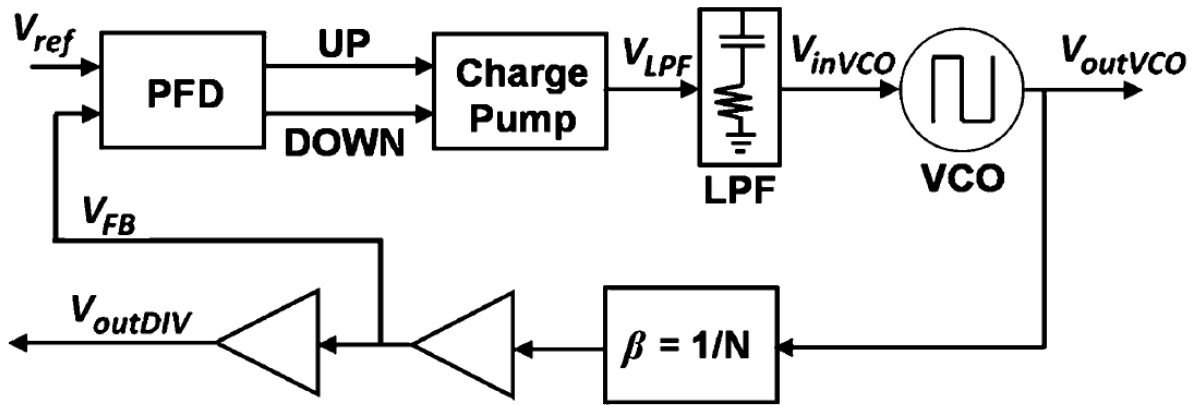 V_ref
PFD
UP
DOWN
Charge
Pump
V_LPF
LPF
V_inVCO
VCO
V_outVCO
V_FB
V_outDIV
β = 1/N